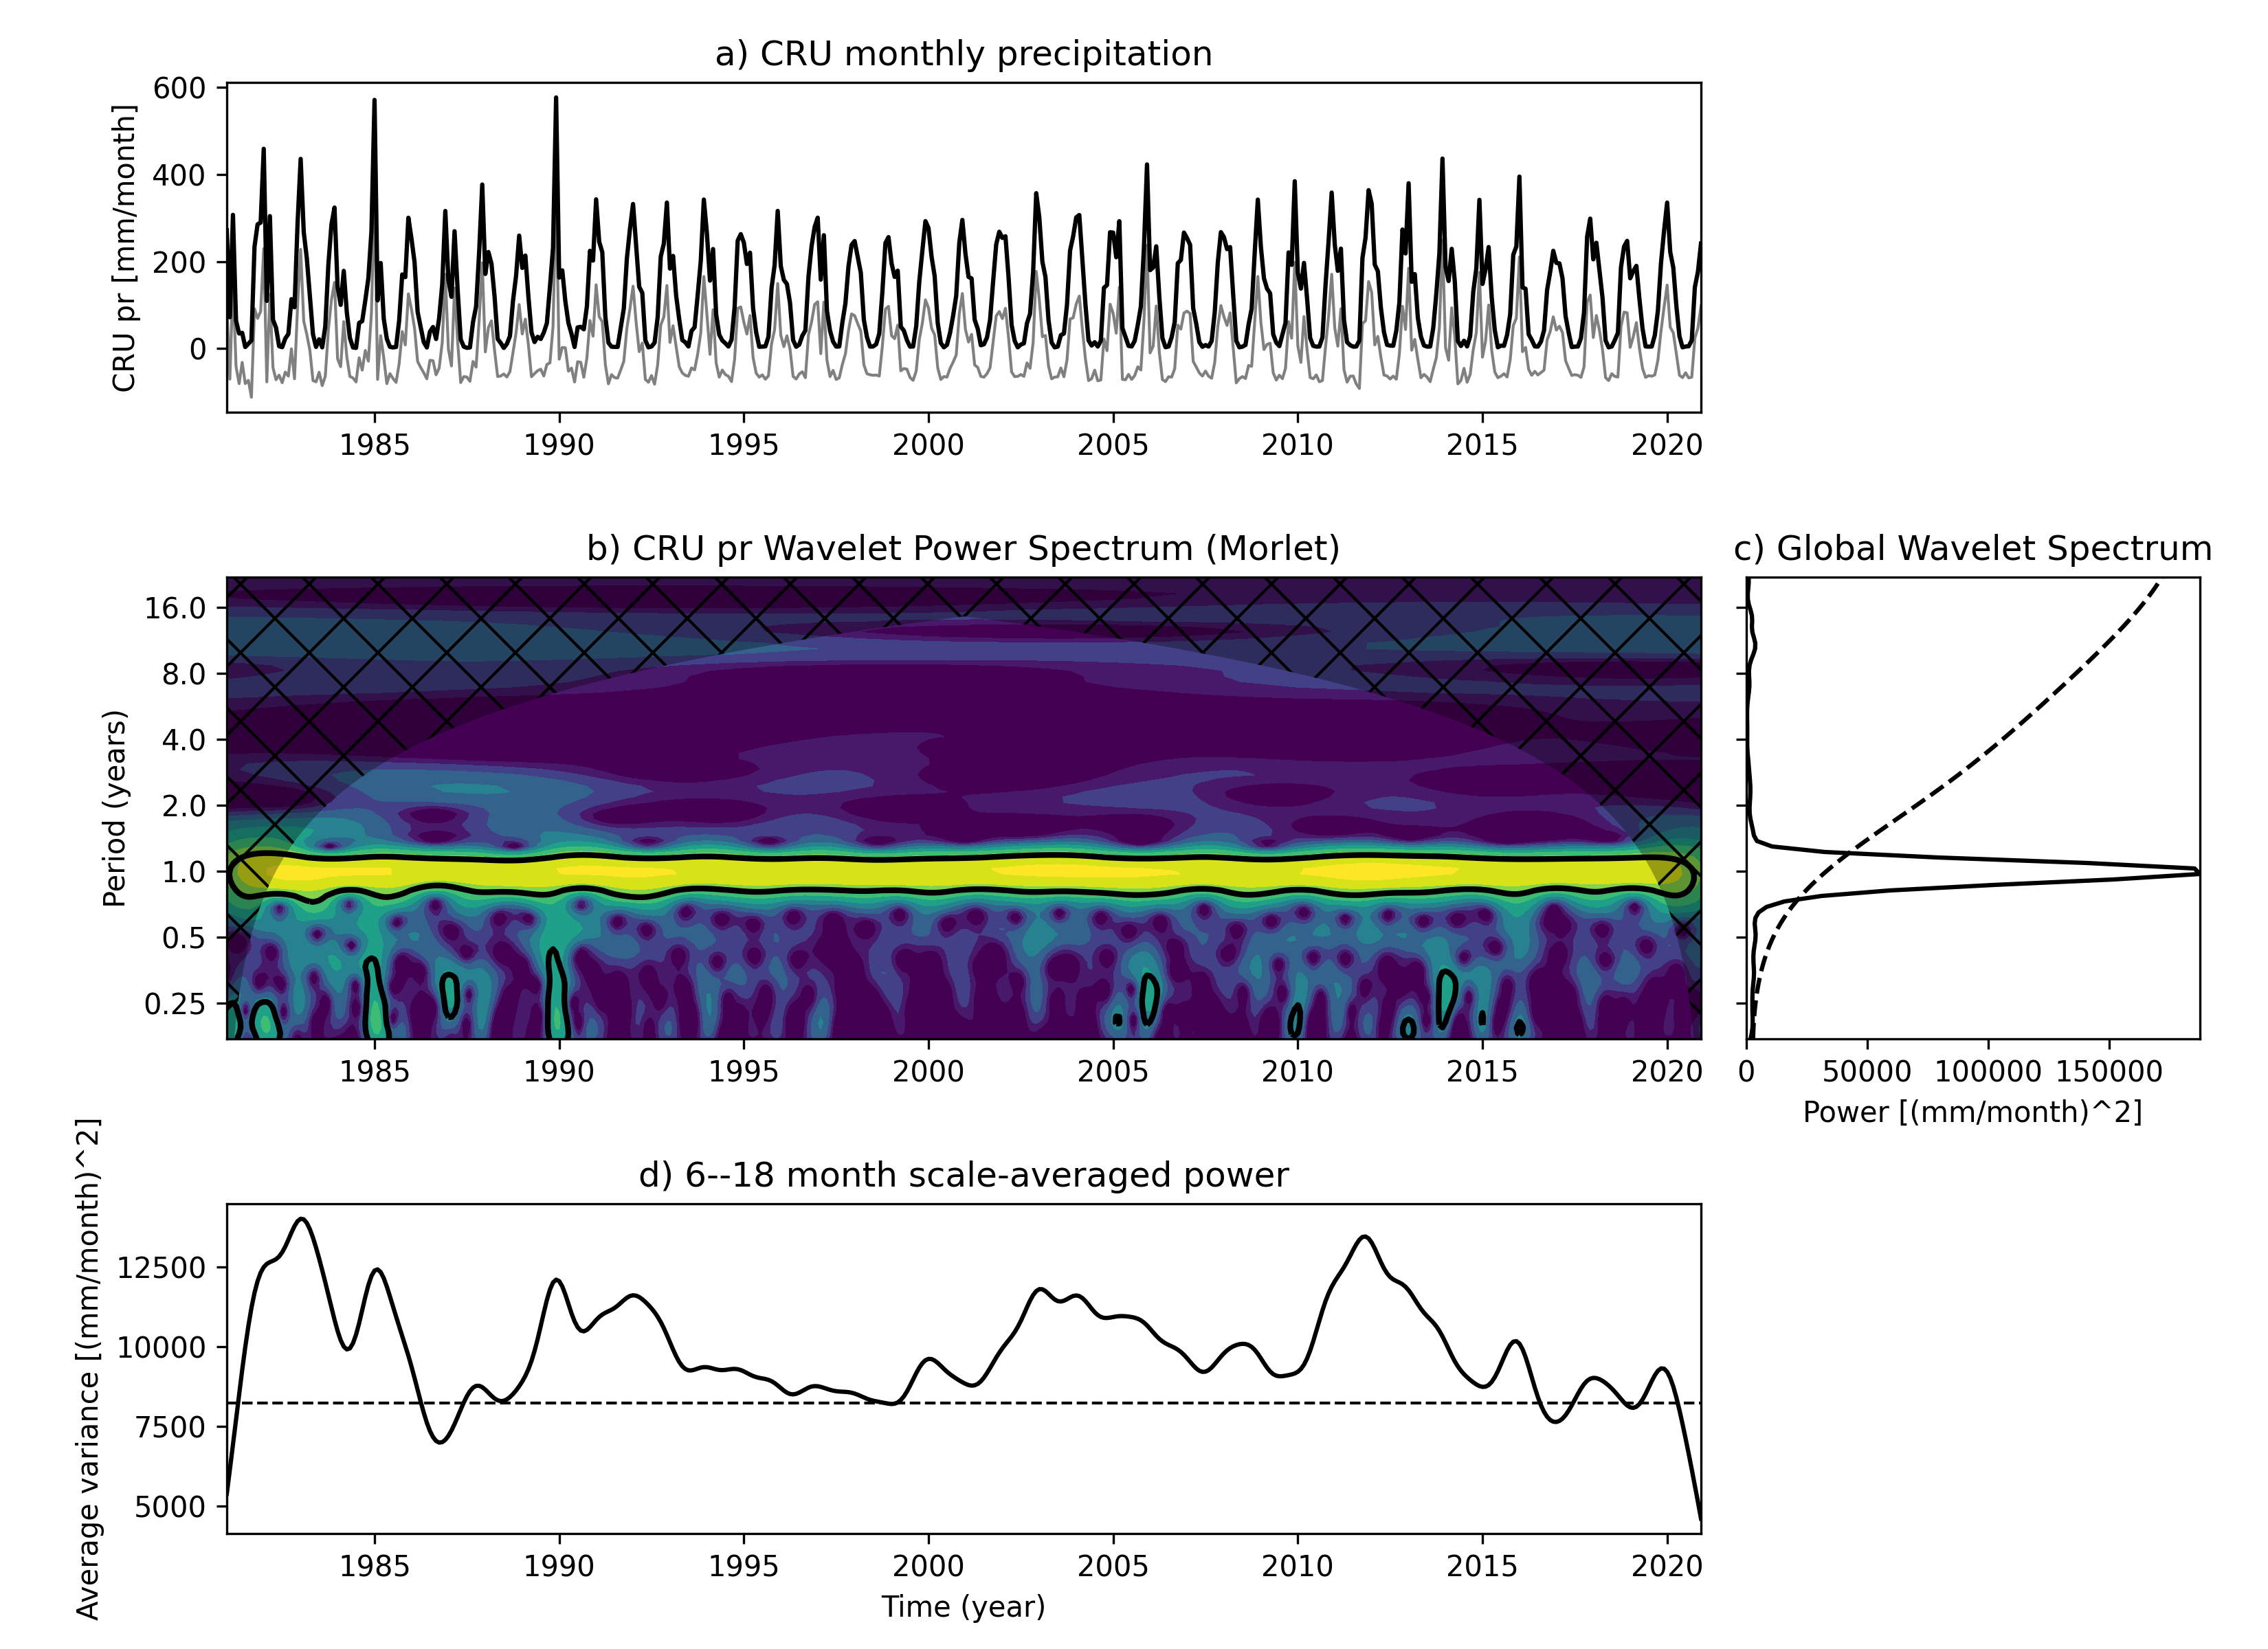 a) CRU monthly precipitation
CRU pr [mm/month]
600
400
200
0
1985 1990 1995 2000 2005 2010 2015 2020
b) CRU pr Wavelet Power Spectrum (Morlet)
Period (years)
16.0
8.0
4.0
2.0
1.0
0.5
0.25
1985 1990 1995 2000 2005 2010 2015 2020
c) Global Wavelet Spectrum
0 50000 100000 150000
Power [(mm/month)^2]
d) 6--18 month scale-averaged power
Average variance [(mm/month)^2]
12500
10000
7500
5000
1985 1990 1995 2000 2005 2010 2015 2020
Time (year)